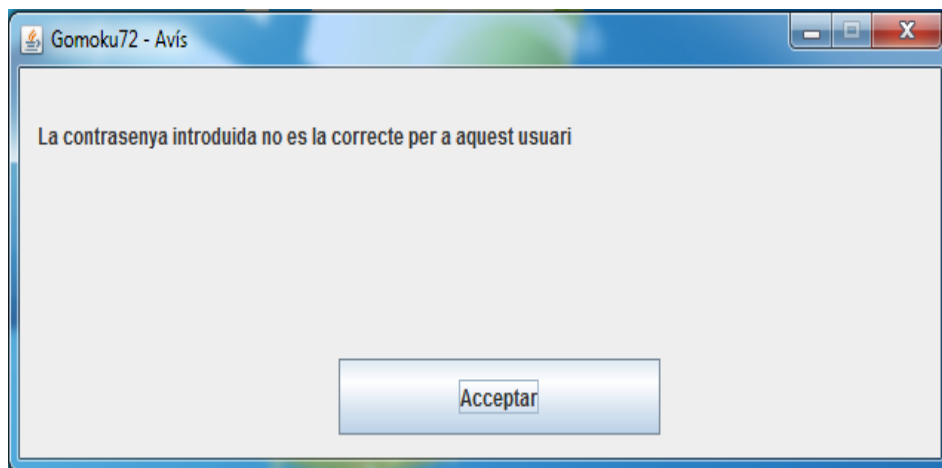 Gomoku72 - Avís
La contrasenya introduida no es la correcte per a aquest usuari
Acceptar